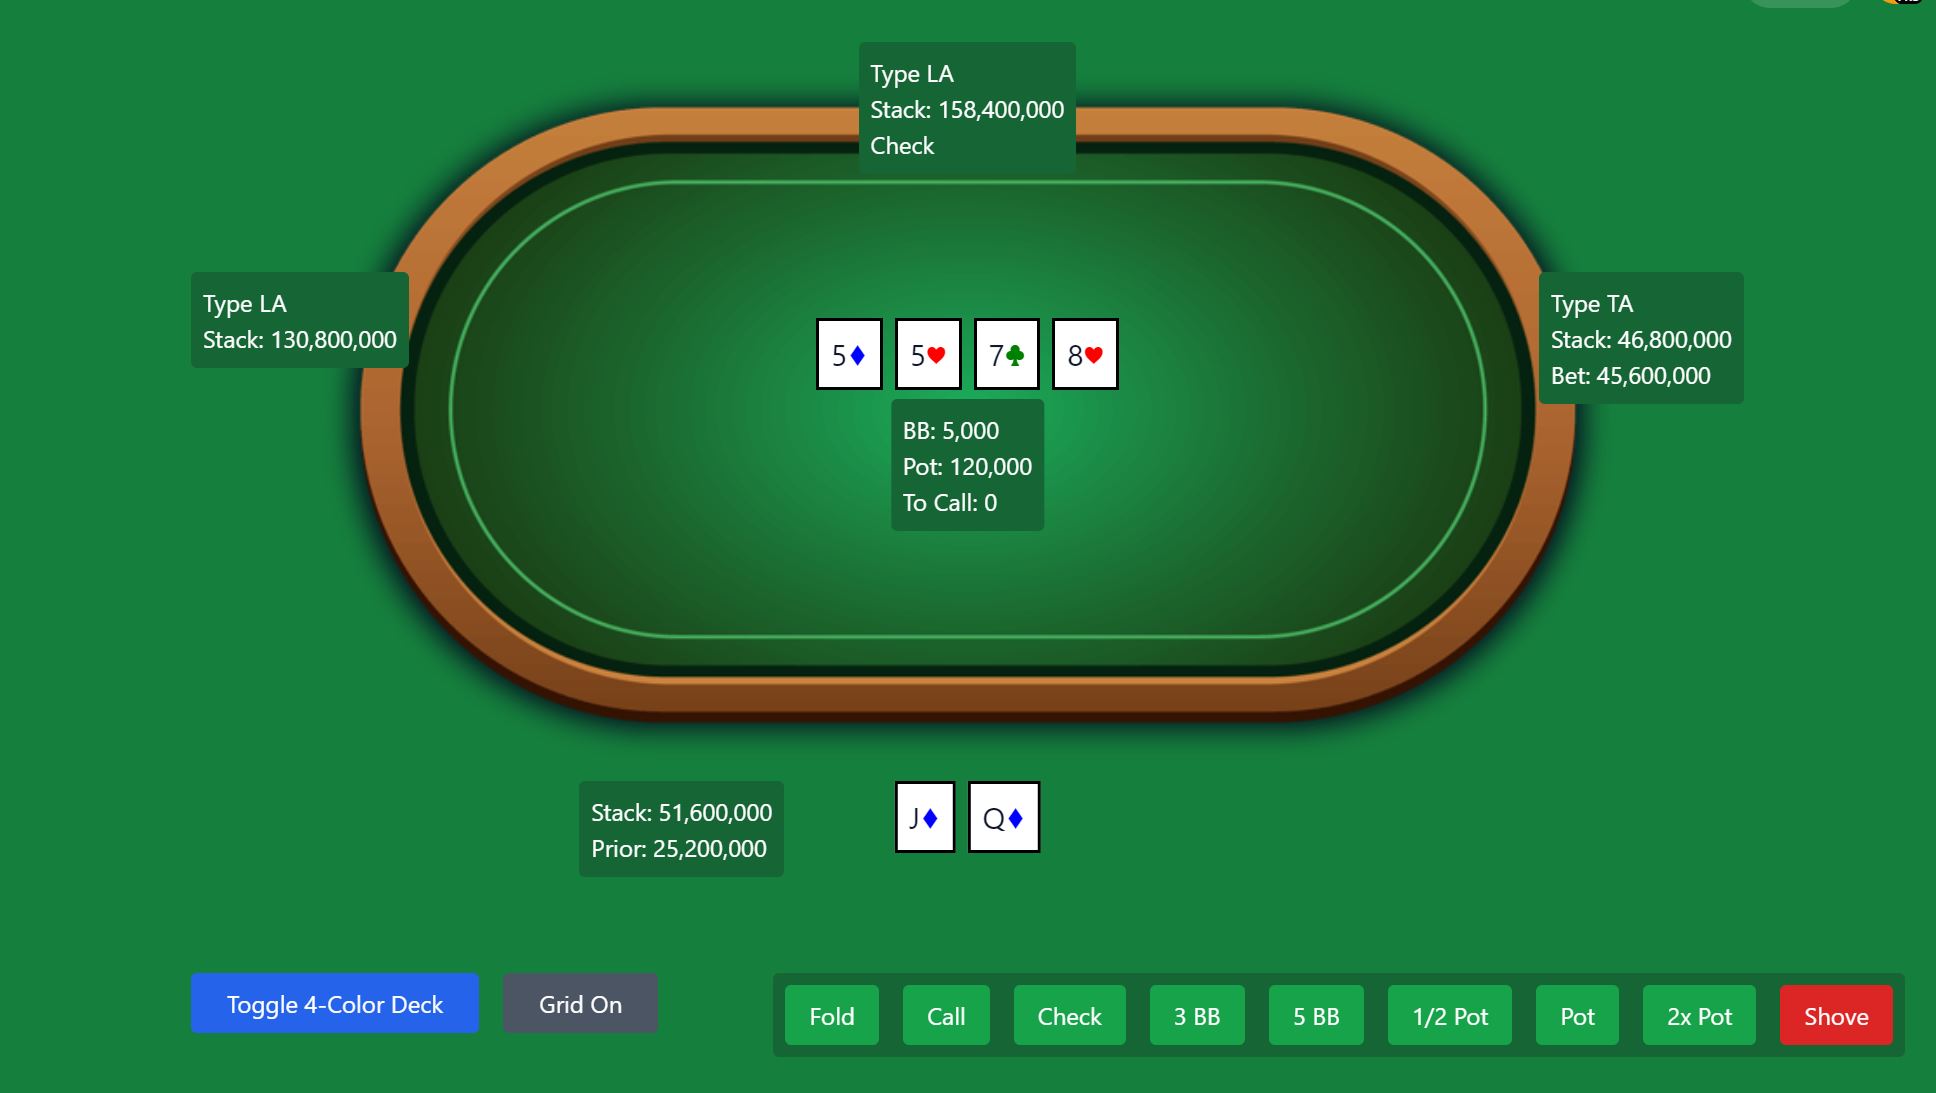 Type LA
Stack: 158,400,000
Check
Type LA
Stack: 130,800,000
Type TA
Stack: 46,800,000
Bet: 45,600,000
5♦ 5♥ 7♣ 8♥
BB: 5,000
Pot: 120,000
To Call: 0
Stack: 51,600,000
Prior: 25,200,000
J♦ Q♦
Toggle 4-Color Deck
Grid On
Fold
Call
Check
3 BB
5 BB
1/2 Pot
Pot
2x Pot
Shove